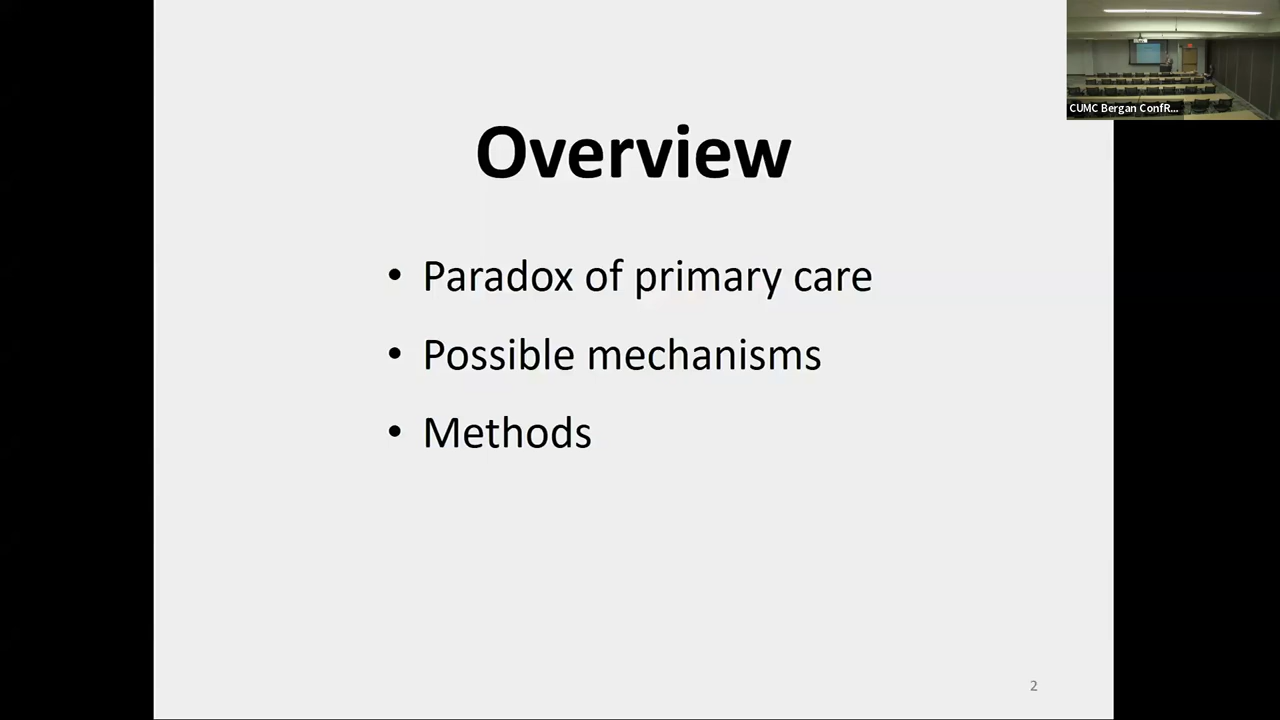 CUMC Bergan ConfR...
Overview
• Paradox of primary care
• Possible mechanisms
• Methods
2